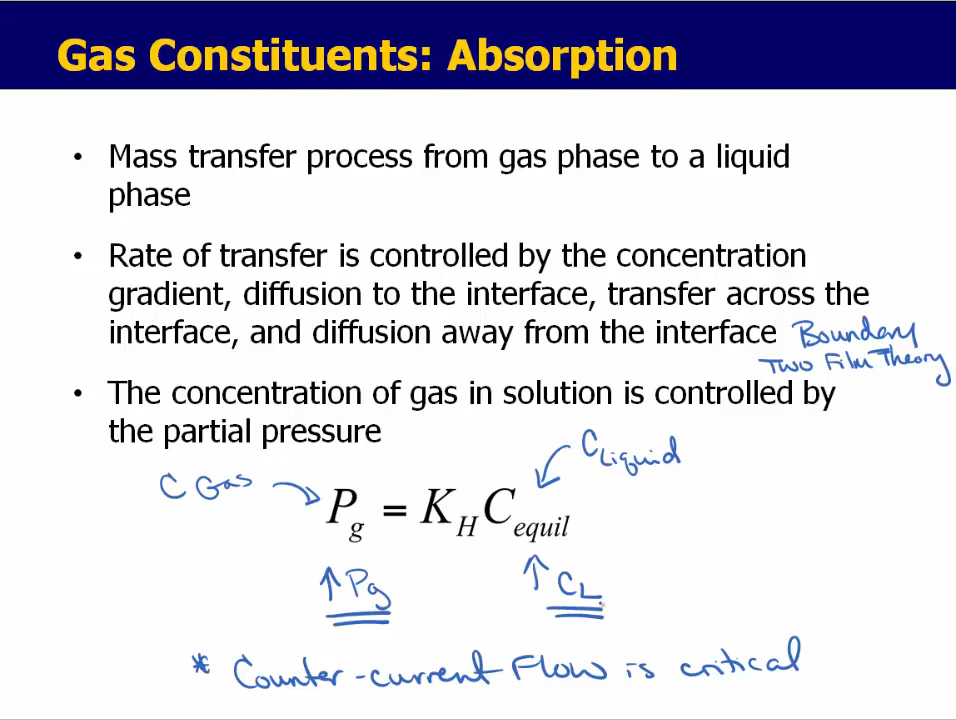 Gas Constituents: Absorption
• Mass transfer process from gas phase to a liquid
phase
• Rate of transfer is controlled by the concentration
gradient, diffusion to the interface, transfer across the
interface, and diffusion away from the interface Boundary
Two Film Theory
• The concentration of gas in solution is controlled by
the partial pressure
C Liquid
C Gas
P_g = K_H C_equil
↑ Pg ↑ CL
* Counter-current Flow is critical